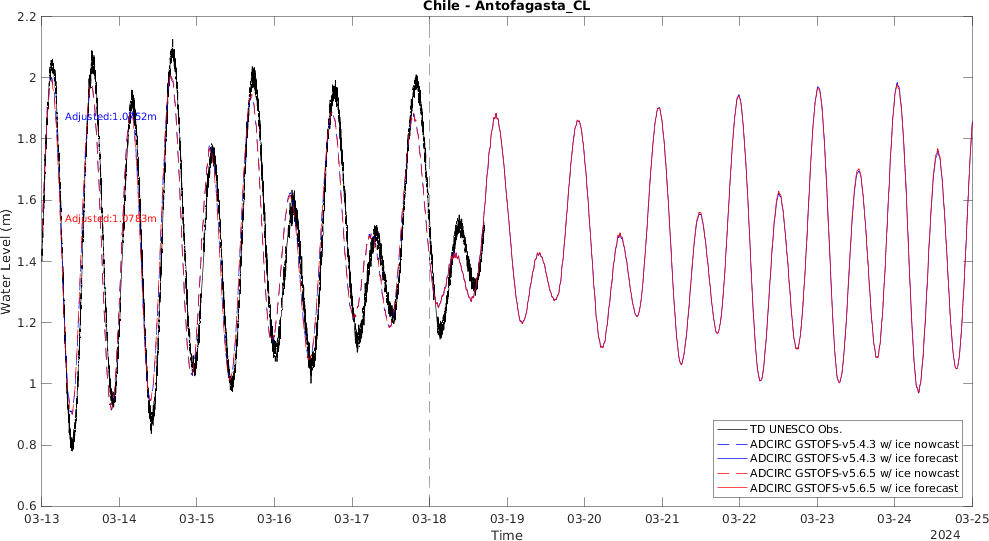 Chile - Antofagasta_CL
2.2
2
1.8
1.6
1.4
1.2
1
0.8
0.6
Water Level (m)
Adjusted:1.0752m
Adjusted:1.0783m
TD UNESCO Obs.
ADCIRC GSTOFS-v5.4.3 w/ ice nowcast
ADCIRC GSTOFS-v5.4.3 w/ ice forecast
ADCIRC GSTOFS-v5.6.5 w/ ice nowcast
ADCIRC GSTOFS-v5.6.5 w/ ice forecast
03-13 03-14 03-15 03-16 03-17 03-18 03-19 03-20 03-21 03-22 03-23 03-24 03-25
Time
2024